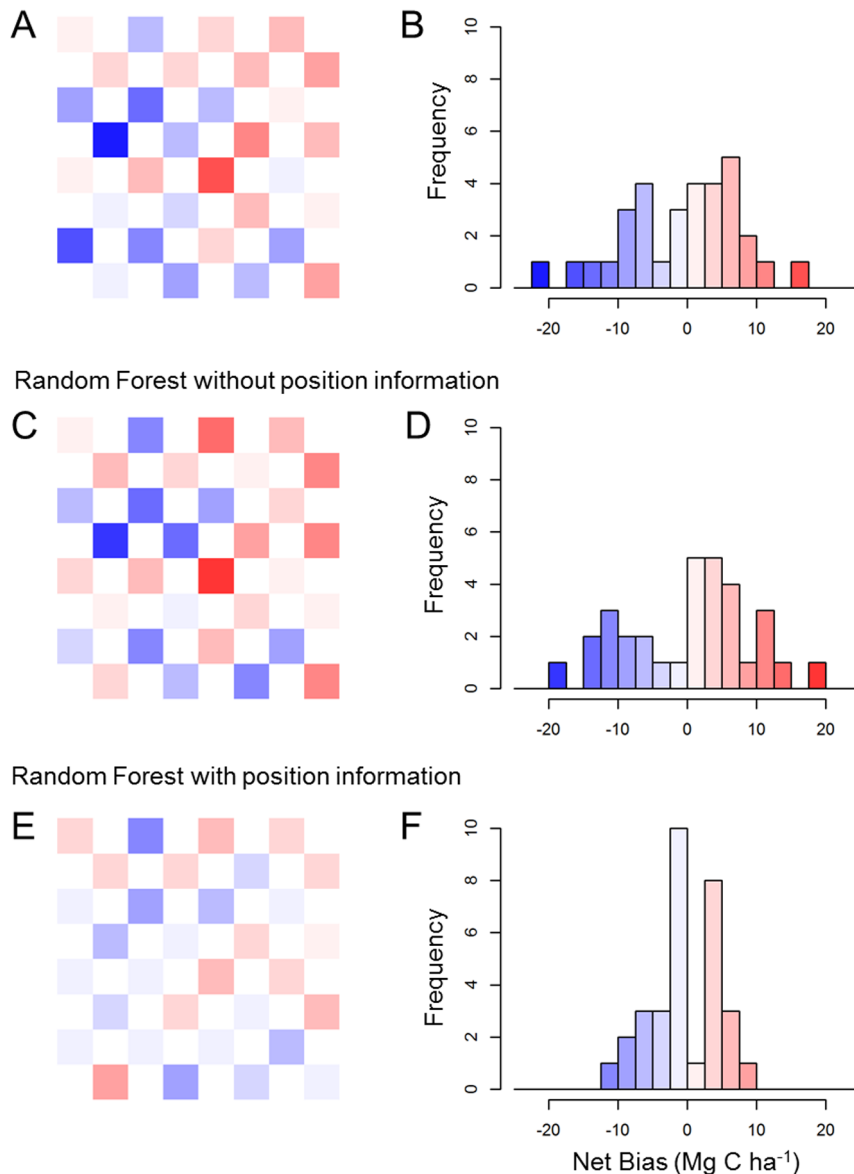 A
B
10
8
6
4
2
0
Frequency
-20 -10 0 10 20
Random Forest without position information
C
D
10
8
6
4
2
0
Frequency
-20 -10 0 10 20
Random Forest with position information
E
F
10
8
6
4
2
0
Frequency
-20 -10 0 10 20
Net Bias (Mg C ha⁻¹)